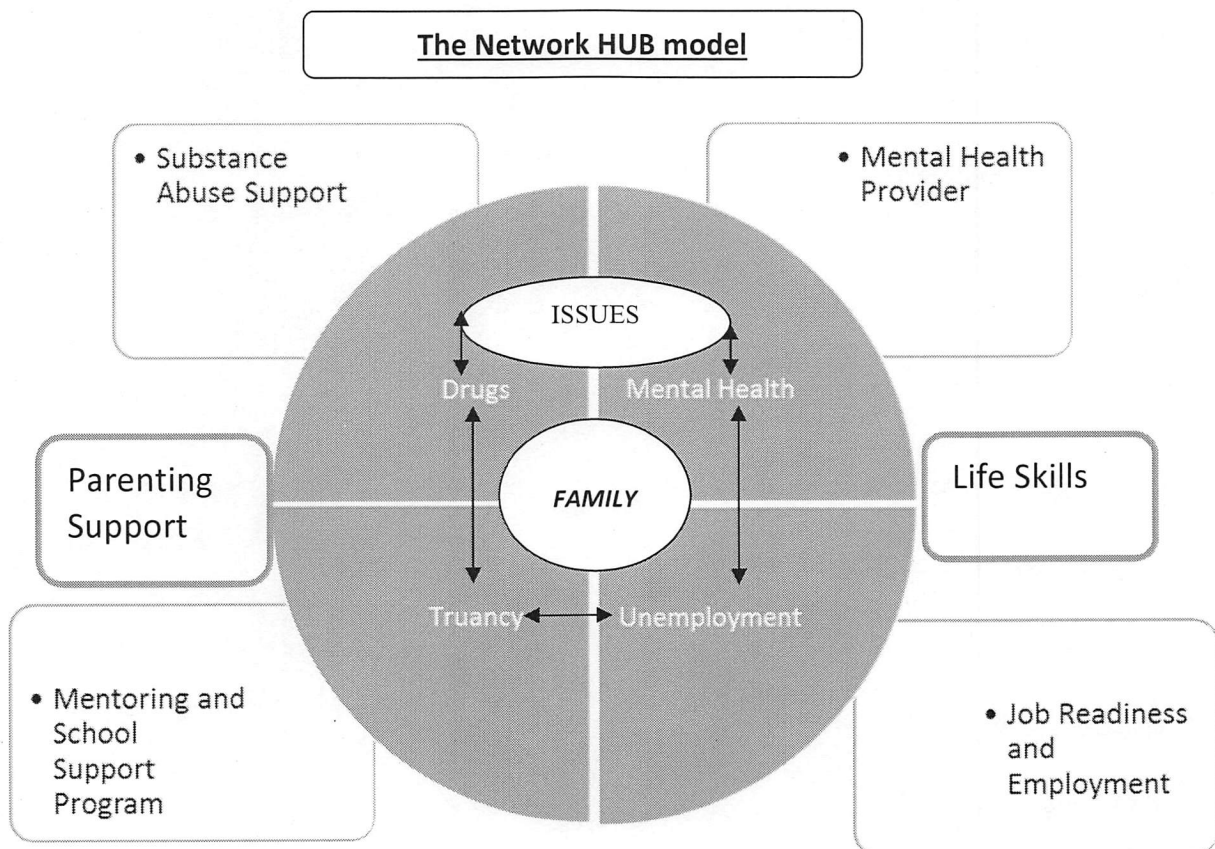 The Network HUB model
• Substance
Abuse Support
• Mental Health
Provider
ISSUES
Drugs
Mental Health
Parenting
Support
FAMILY
Life Skills
Truancy
Unemployment
• Mentoring and
School
Support
Program
• Job Readiness
and
Employment